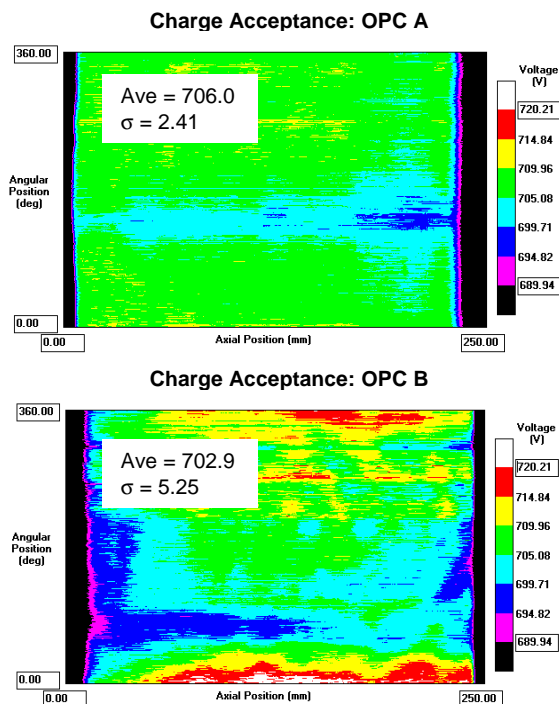 Charge Acceptance: OPC A
360.00
Ave = 706.0
σ = 2.41
Angular
Position
(deg)
0.00
0.00
Axial Position (mm)
250.00
Voltage
(V)
720.21
714.84
709.96
705.08
699.71
694.82
689.94
Charge Acceptance: OPC B
360.00
Ave = 702.9
σ = 5.25
Angular
Position
(deg)
0.00
0.00
Axial Position (mm)
250.00
Voltage
(V)
720.21
714.84
709.96
705.08
699.71
694.82
689.94